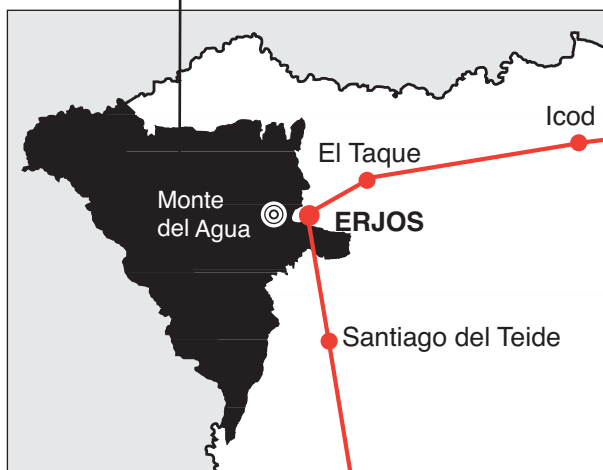 Icod
El Taque
Monte
del Agua
ERJOS
Santiago del Teide